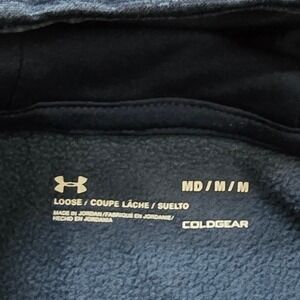 MD / M / M
LOOSE / COUPE LÂCHE / SUELTO
MADE IN JORDAN/FABRIQUÉ EN JORDANIE/
HECHO EN JORDANIA
COLDGEAR